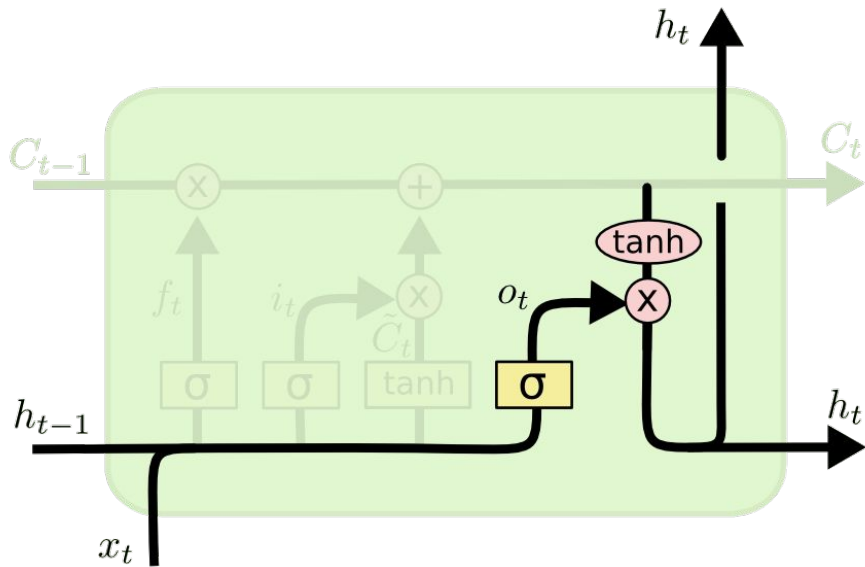 h_t
C_{t-1}
C_t
x
+
tanh
f_t
i_t
x
o_t
x
C̃_t
σ
σ
tanh
σ
h_{t-1}
h_t
x_t